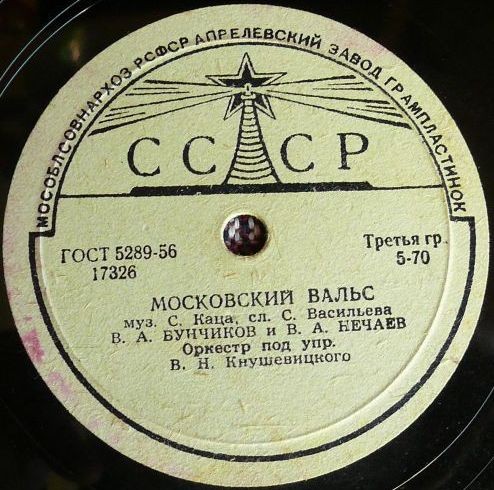 МОСОБЛСОВНАРХОЗ РСФСР АПРЕЛЕВСКИЙ ЗАВОД ГРАМПЛАСТИНОК
СССР
ГОСТ 5289-56
17326
Третья гр.
5-70
МОСКОВСКИЙ ВАЛЬС
муз. С. Каца, сл. С. Васильева
В. А. БУНЧИКОВ и В. А. НЕЧАЕВ
Оркестр под упр.
В. Н. Кнушевицкого